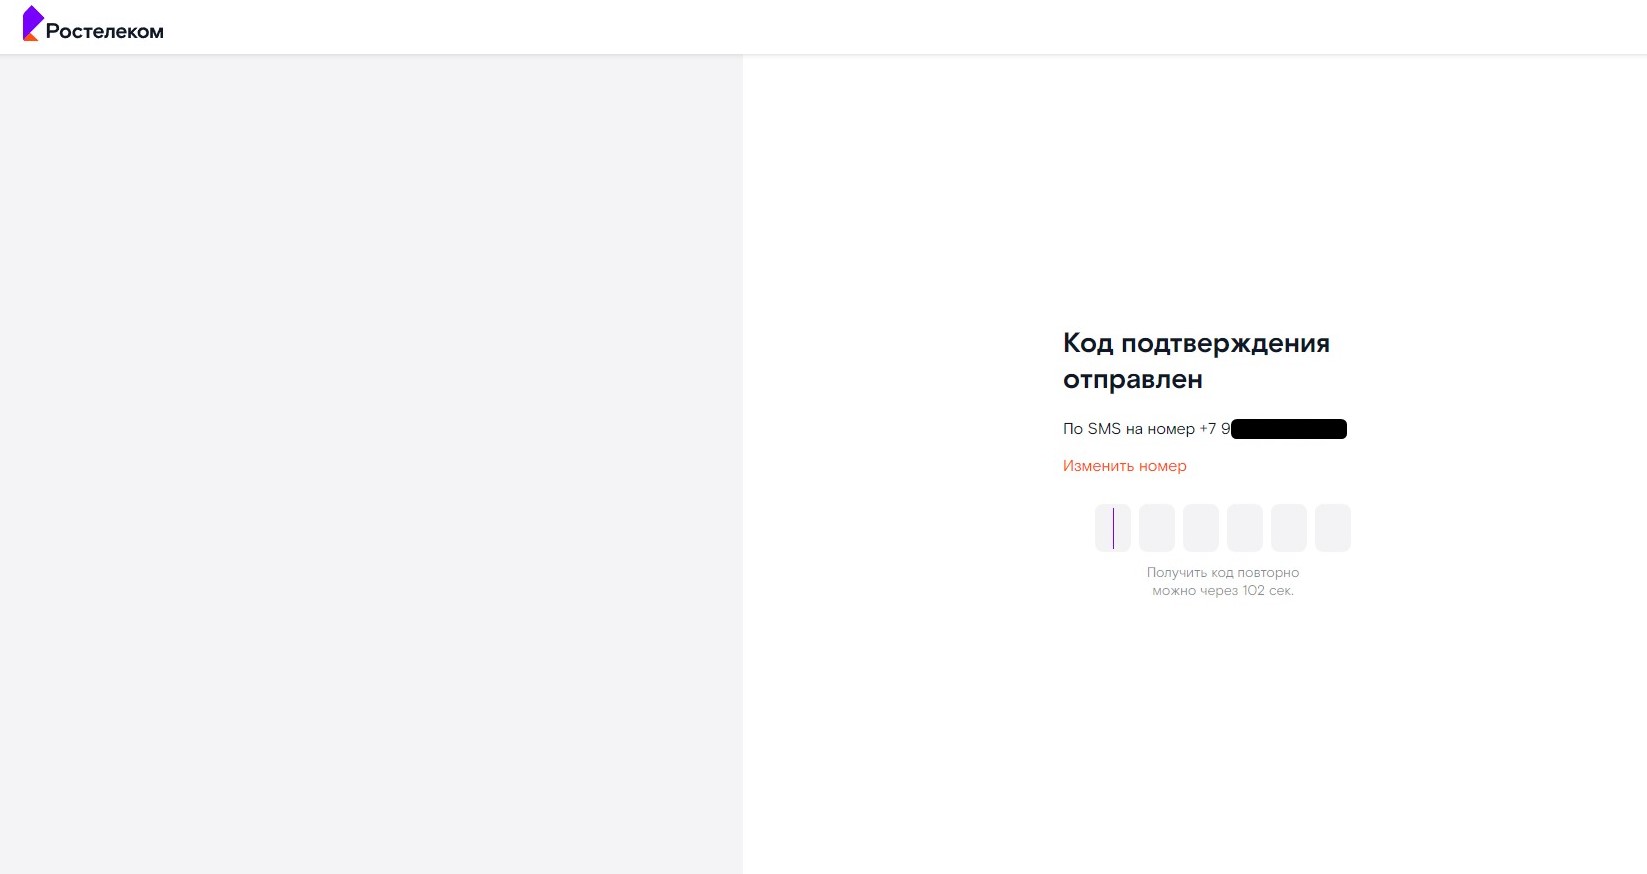 Ростелеком
Код подтверждения
отправлен
По SMS на номер +7 9
Изменить номер
Получить код повторно
можно через 102 сек.